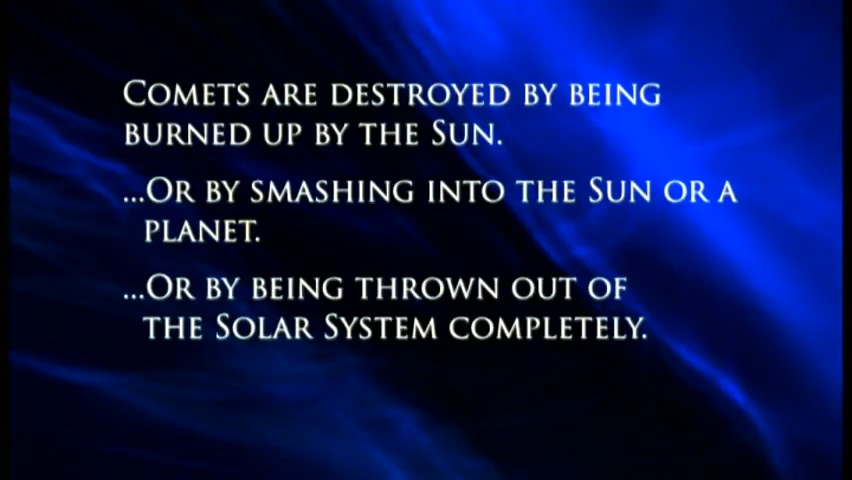 Comets are destroyed by being
burned up by the Sun.
...Or by smashing into the Sun or a
planet.
...Or by being thrown out of
the Solar System completely.